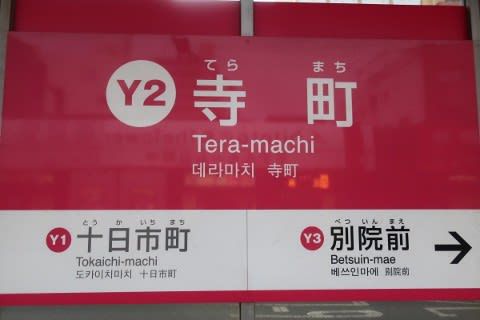 てら まち
Y2 寺町
Tera-machi
데라마치 寺町
とう か いち まち
Y1 十日市町
Tokaichi-machi
도카이치마치 十日市町
べつ いん まえ
Y3 別院前 →
Betsuin-mae
베쓰인마에 別院前